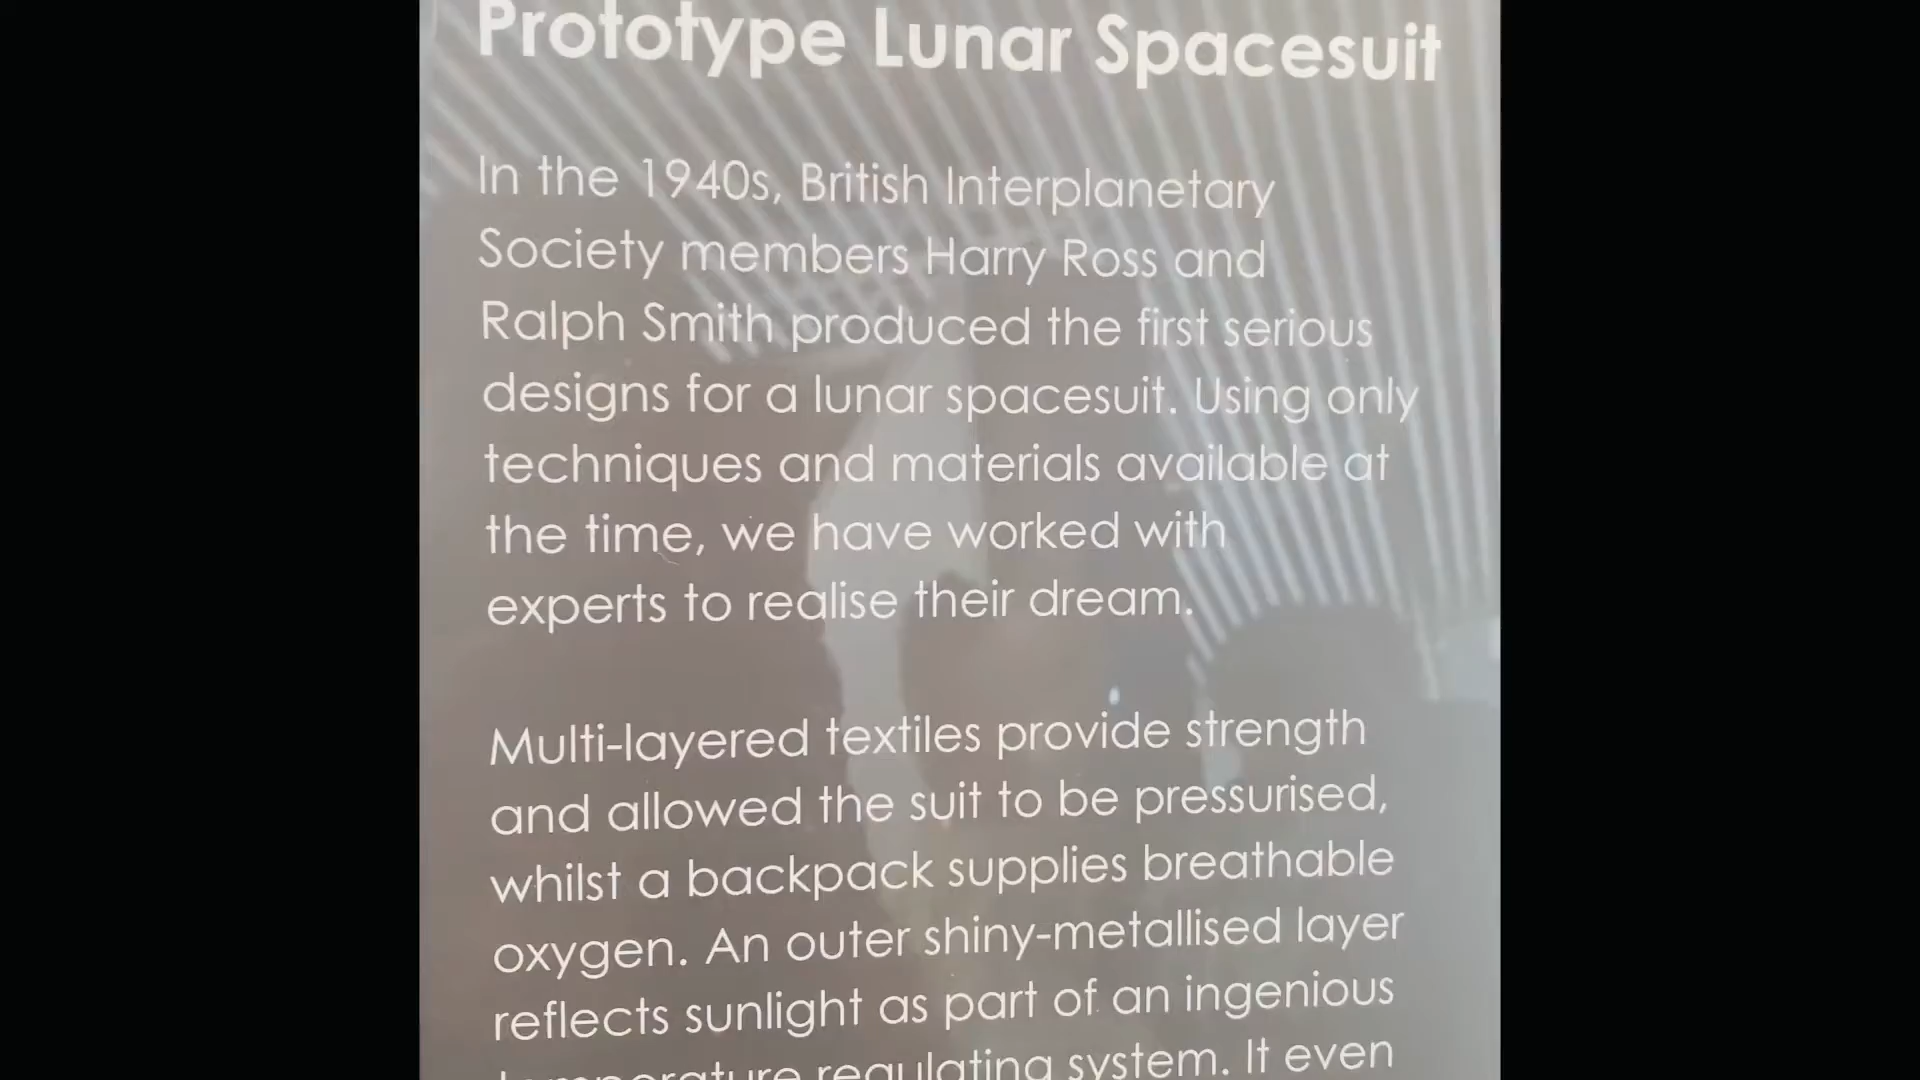 Prototype Lunar Spacesuit
In the 1940s, British Interplanetary
Society members Harry Ross and
Ralph Smith produced the first serious
designs for a lunar spacesuit. Using only
techniques and materials available at
the time, we have worked with
experts to realise their dream.
Multi-layered textiles provide strength
and allowed the suit to be pressurised,
whilst a backpack supplies breathable
oxygen. An outer shiny-metallised layer
reflects sunlight as part of an ingenious
temperature regulating system. It even